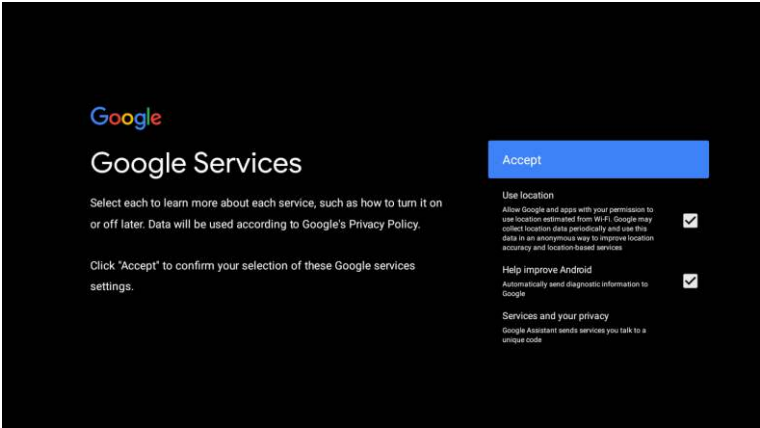 Google
Google Services
Select each to learn more about each service, such as how to turn it on
or off later. Data will be used according to Google's Privacy Policy.
Click "Accept" to confirm your selection of these Google services
settings.
Accept
Use location
Allow Google and apps with your permission to
use location estimated from Wi-Fi. Google may
collect location data periodically and use this
data in an anonymous way to improve location
accuracy and location-based services
Help improve Android
Automatically send diagnostic information to
Google
Services and your privacy
Google Assistant sends services you talk to a
unique code